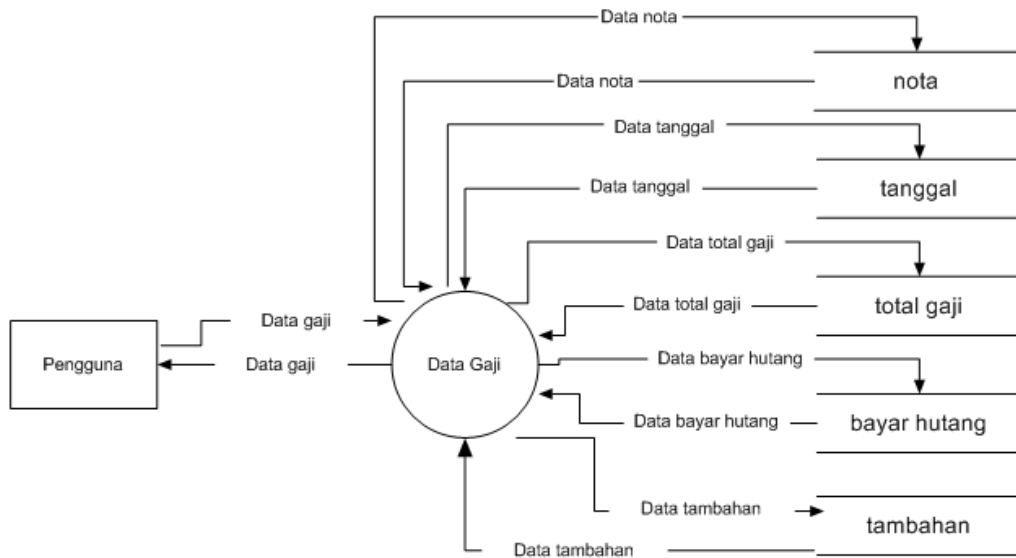 Data nota
nota
Data nota
Data tanggal
tanggal
Data tanggal
Data total gaji
total gaji
Data total gaji
Data gaji
Pengguna
Data gaji
Data Gaji
Data bayar hutang
bayar hutang
Data bayar hutang
Data tambahan
tambahan
Data tambahan